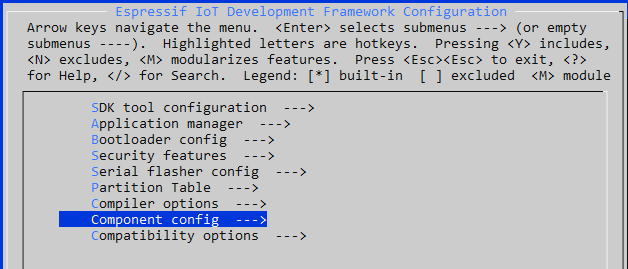 Espressif IoT Development Framework Configuration
Arrow keys navigate the menu.  <Enter> selects submenus ---> (or empty
submenus ----).  Highlighted letters are hotkeys.  Pressing <Y> includes,
<N> excludes, <M> modularizes features.  Press <Esc><Esc> to exit, <?>
for Help, </> for Search.  Legend: [*] built-in  [ ] excluded  <M> module
SDK tool configuration  --->
Application manager  --->
Bootloader config  --->
Security features  --->
Serial flasher config  --->
Partition Table  --->
Compiler options  --->
Component config  --->
Compatibility options  --->